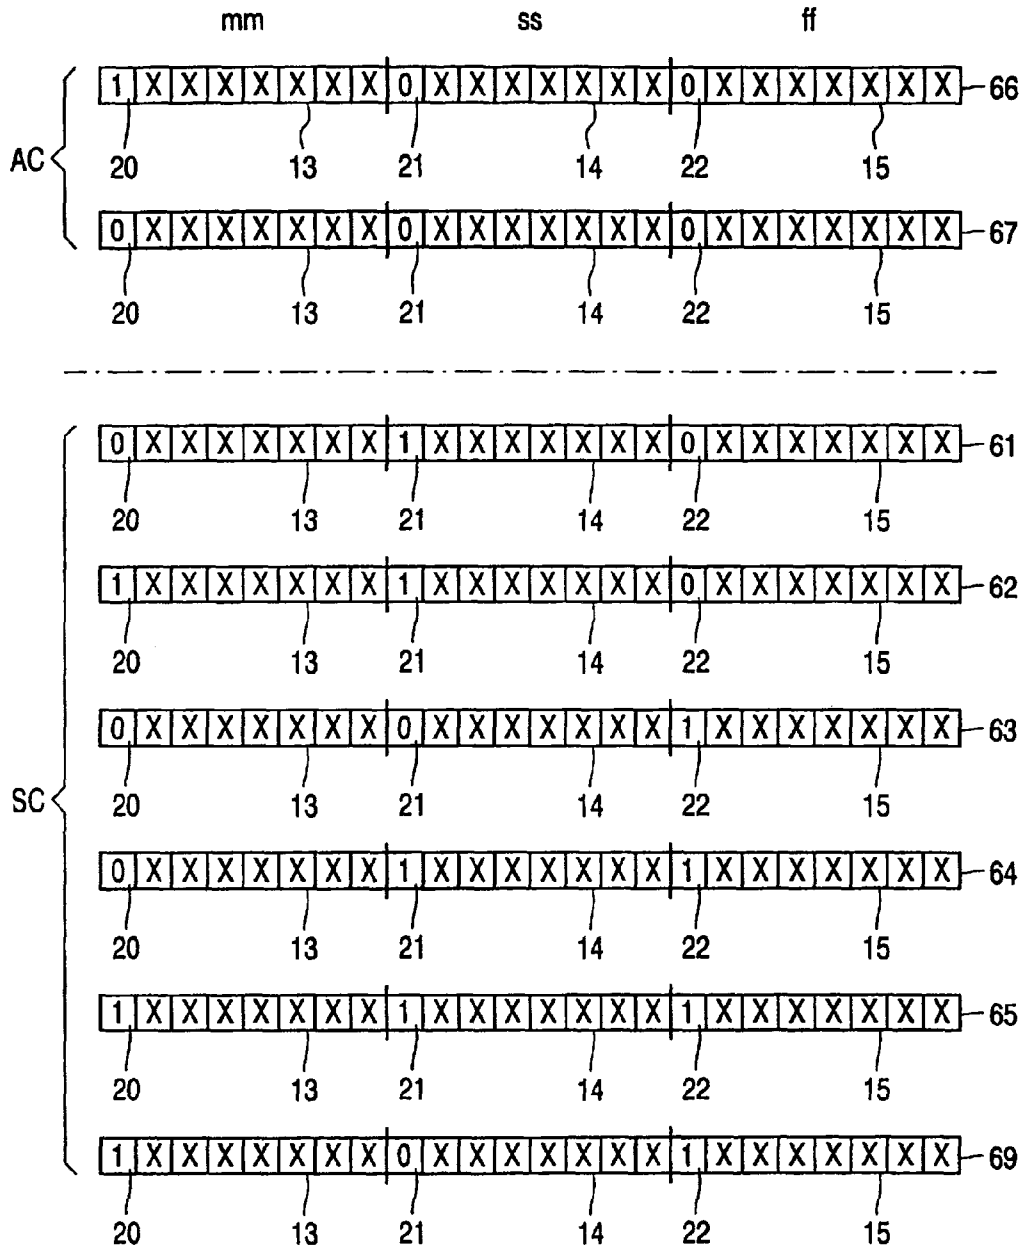 mm ss ff
1 X X X X X X X 0 X X X X X X X 0 X X X X X X X 66
20 13 21 14 22 15
AC
0 X X X X X X X 0 X X X X X X X 0 X X X X X X X 67
20 13 21 14 22 15
0 X X X X X X X 1 X X X X X X X 0 X X X X X X X 61
20 13 21 14 22 15
1 X X X X X X X 1 X X X X X X X 0 X X X X X X X 62
20 13 21 14 22 15
0 X X X X X X X 0 X X X X X X X 1 X X X X X X X 63
20 13 21 14 22 15
SC
0 X X X X X X X 1 X X X X X X X 1 X X X X X X X 64
20 13 21 14 22 15
1 X X X X X X X 1 X X X X X X X 1 X X X X X X X 65
20 13 21 14 22 15
1 X X X X X X X 0 X X X X X X X 1 X X X X X X X 69
20 13 21 14 22 15